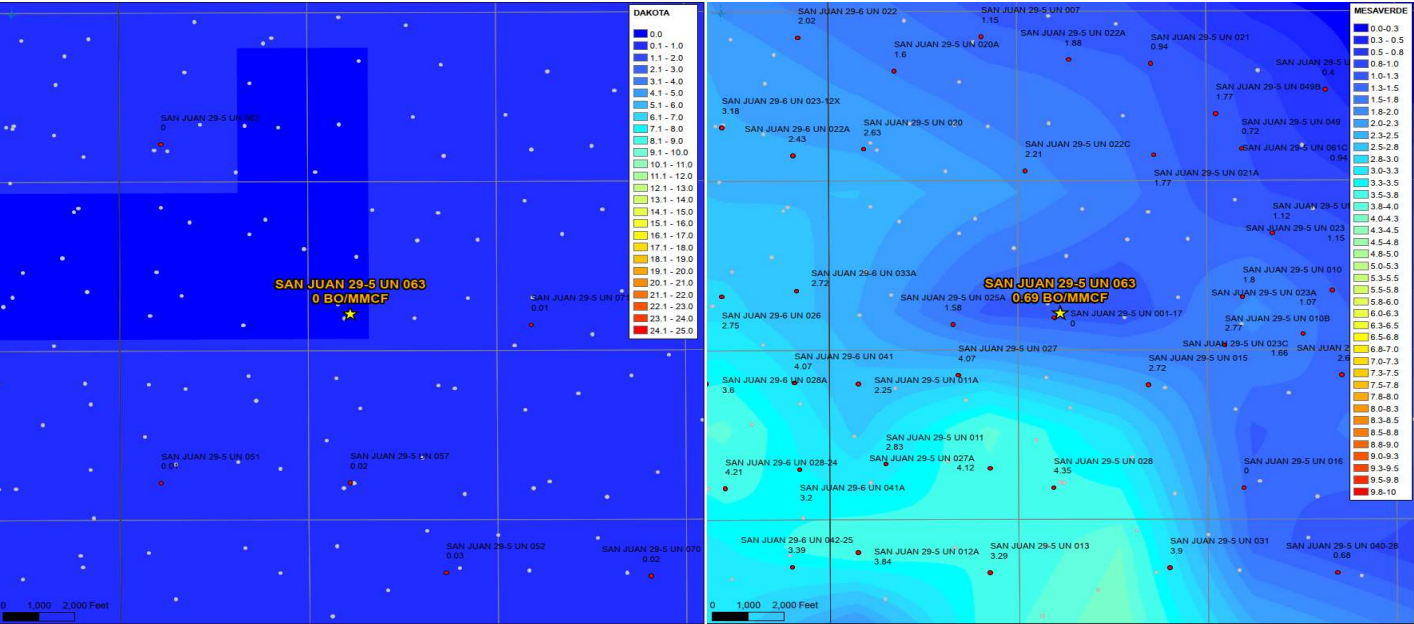 DAKOTA
0.0
0.1 - 1.0
1.1 - 2.0
2.1 - 3.0
3.1 - 4.0
4.1 - 5.0
5.1 - 6.0
6.1 - 7.0
7.1 - 8.0
8.1 - 9.0
9.1 - 10.0
10.1 - 11.0
11.1 - 12.0
12.1 - 13.0
13.1 - 14.0
14.1 - 15.0
15.1 - 16.0
16.1 - 17.0
17.1 - 18.0
18.1 - 19.0
19.1 - 20.0
20.1 - 21.0
21.1 - 22.0
22.1 - 23.0
23.1 - 24.0
24.1 - 25.0
SAN JUAN 29-5 UN
0
SAN JUAN 29-5 UN 063
0 BO/MMCF
SAN JUAN 29-5 UN 071
0.01
SAN JUAN 29-5 UN 051
0.01
SAN JUAN 29-5 UN 057
0.02
SAN JUAN 29-5 UN 052
0.03
SAN JUAN 29-5 UN 070
0.02
0 1,000 2,000 Feet
MESAVERDE
0.0-0.3
0.3 - 0.5
0.5 - 0.8
0.8-1.0
1.0-1.3
1.3-1.5
1.5-1.8
1.8-2.0
2.0-2.3
2.3-2.5
2.5-2.8
2.8-3.0
3.0-3.3
3.3-3.5
3.5-3.8
3.8-4.0
4.0-4.3
4.3-4.5
4.5-4.8
4.8-5.0
5.0-5.3
5.3-5.5
5.5-5.8
5.8-6.0
6.0-6.3
6.3-6.5
6.5-6.8
6.8-7.0
7.0-7.3
7.3-7.5
7.5-7.8
7.8-8.0
8.0-8.3
8.3-8.5
8.5-8.8
8.8-9.0
9.0-9.3
9.3-9.5
9.5-9.8
9.8-10
SAN JUAN 29-6 UN 022
2.02
SAN JUAN 29-5 UN 007
1.15
SAN JUAN 29-5 UN 022A
1.88
SAN JUAN 29-5 UN 021
0.94
SAN JUAN 29-5 UN 020A
1.6
SAN JUAN 29-5 U
0.4
SAN JUAN 29-5 UN 049B
1.77
SAN JUAN 29-6 UN 023-12X
3.18
SAN JUAN 29-6 UN 022A
2.43
SAN JUAN 29-5 UN 020
2.63
SAN JUAN 29-5 UN 049
0.72
SAN JUAN 29-5 UN 022C
2.21
SAN JUAN 29-5 UN 061C
0.94
SAN JUAN 29-5 UN 021A
1.77
SAN JUAN 29-5 U
1.12
SAN JUAN 29-5 UN 023
1.15
SAN JUAN 29-6 UN 033A
2.72
SAN JUAN 29-5 UN 063
0.69 BO/MMCF
SAN JUAN 29-5 UN 010
1.8
SAN JUAN 29-5 UN 025A
1.58
SAN JUAN 29-5 UN 023A
1.07
SAN JUAN 29-6 UN 026
2.75
SAN JUAN 29-5 UN 001-17
0
SAN JUAN 29-5 UN 010B
2.77
SAN JUAN 29-5 UN 023C
1.66
SAN JUAN 2
2.6
SAN JUAN 29-6 UN 041
4.07
SAN JUAN 29-5 UN 027
4.07
SAN JUAN 29-5 UN 015
2.72
SAN JUAN 29-6 UN 028A
3.6
SAN JUAN 29-5 UN 011A
2.25
SAN JUAN 29-5 UN 011
2.83
SAN JUAN 29-6 UN 028-24
4.21
SAN JUAN 29-5 UN 027A
4.12
SAN JUAN 29-5 UN 028
4.35
SAN JUAN 29-5 UN 016
0
SAN JUAN 29-6 UN 041A
3.2
SAN JUAN 29-6 UN 042-25
3.39
SAN JUAN 29-5 UN 012A
3.84
SAN JUAN 29-5 UN 013
3.29
SAN JUAN 29-5 UN 031
3.9
SAN JUAN 29-5 UN 040-28
0.68
0 1,000 2,000 Feet